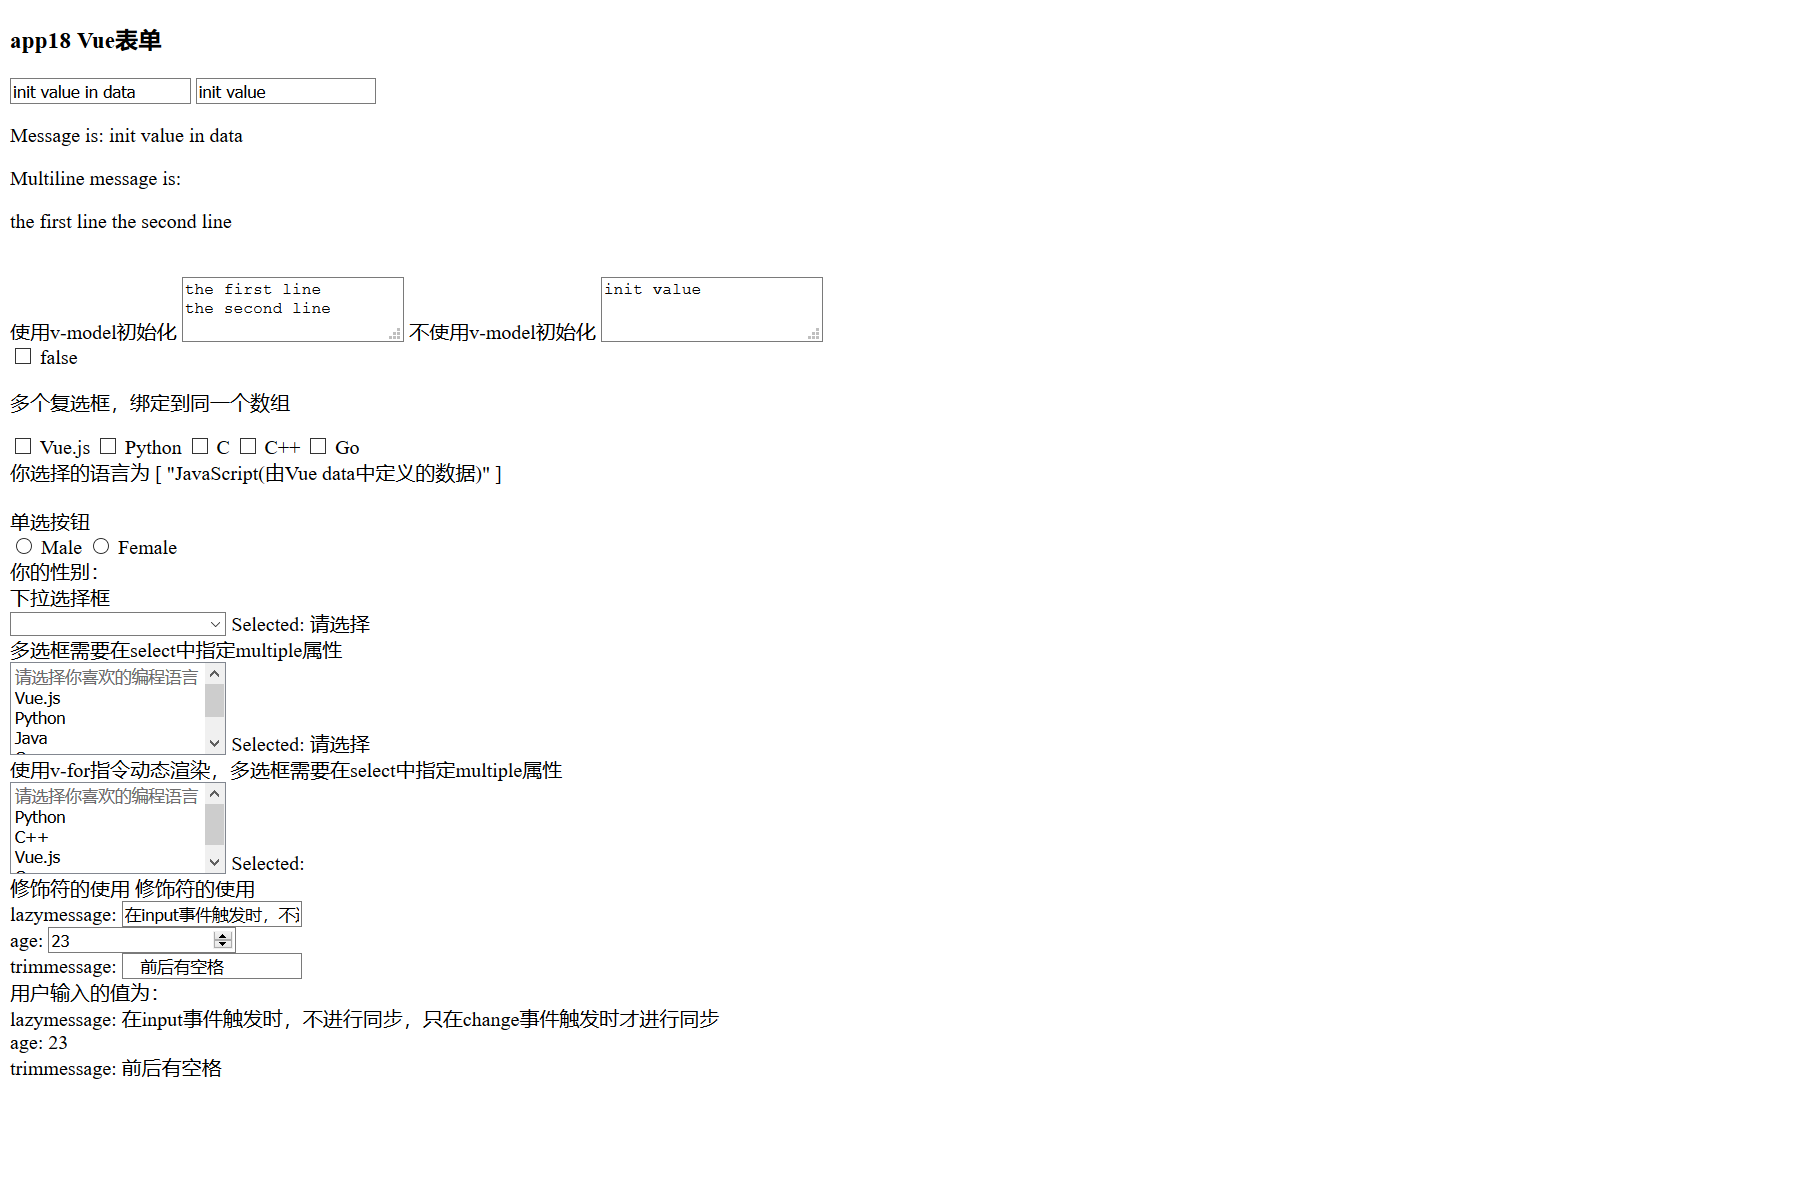 app18 Vue表单
init value in data init value
Message is: init value in data
Multiline message is:
the first line the second line
the first line
the second line
init value
使用v-model初始化 不使用v-model初始化
false
多个复选框，绑定到同一个数组
Vue.js Python C C++ Go
你选择的语言为 [ "JavaScript(由Vue data中定义的数据)" ]
单选按钮
Male Female
你的性别：
下拉选择框
Selected: 请选择
多选框需要在select中指定multiple属性
请选择你喜欢的编程语言
Vue.js
Python
Java
Selected: 请选择
使用v-for指令动态渲染，多选框需要在select中指定multiple属性
请选择你喜欢的编程语言
Python
C++
Vue.js
Selected:
修饰符的使用 修饰符的使用
lazymessage: 在input事件触发时，不
age: 23
trimmessage: 前后有空格
用户输入的值为：
lazymessage: 在input事件触发时，不进行同步，只在change事件触发时才进行同步
age: 23
trimmessage: 前后有空格